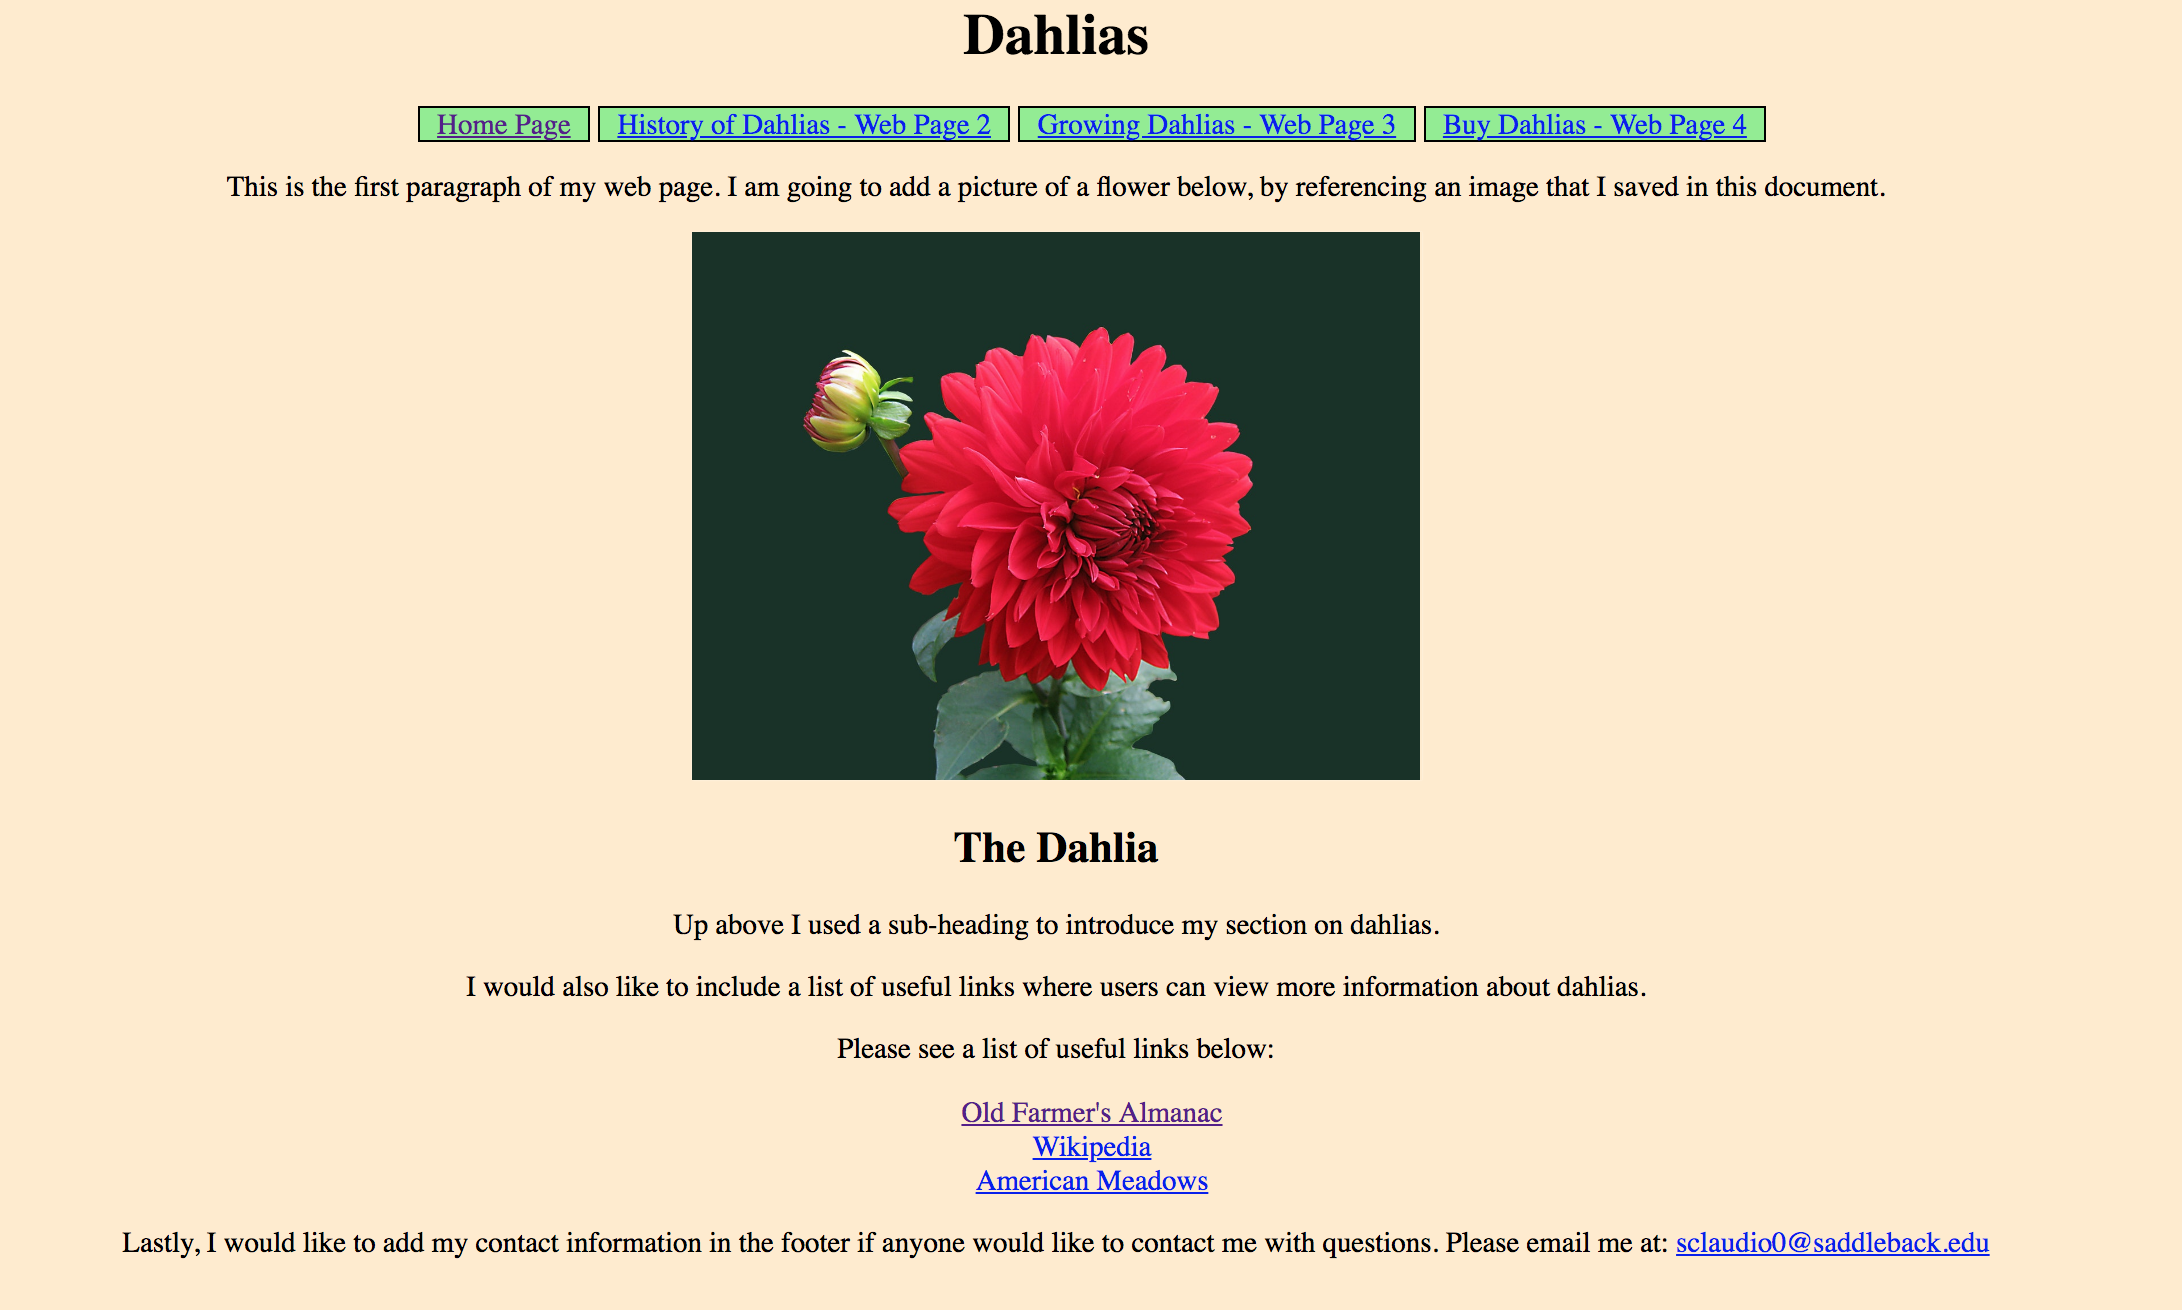 Dahlias
Home Page History of Dahlias - Web Page 2 Growing Dahlias - Web Page 3 Buy Dahlias - Web Page 4
This is the first paragraph of my web page. I am going to add a picture of a flower below, by referencing an image that I saved in this document.
The Dahlia
Up above I used a sub-heading to introduce my section on dahlias.
I would also like to include a list of useful links where users can view more information about dahlias.
Please see a list of useful links below:
Old Farmer's Almanac
Wikipedia
American Meadows
Lastly, I would like to add my contact information in the footer if anyone would like to contact me with questions. Please email me at: sclaudio0@saddleback.edu